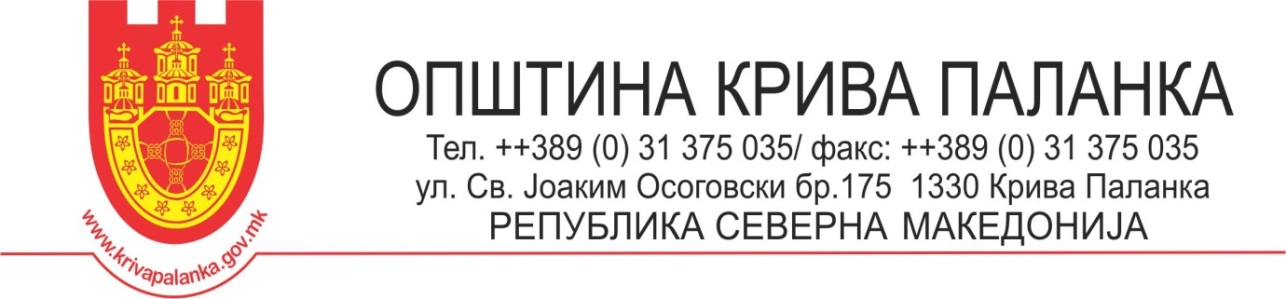 ОПШТИНА КРИВА ПАЛАНКА
Тел. ++389 (0) 31 375 035/ факс: ++389 (0) 31 375 035
ул. Св. Јоаким Осоговски бр.175 1330 Крива Паланка
РЕПУБЛИКА СЕВЕРНА МАКЕДОНИЈА
www.krivapalanka.gov.mk